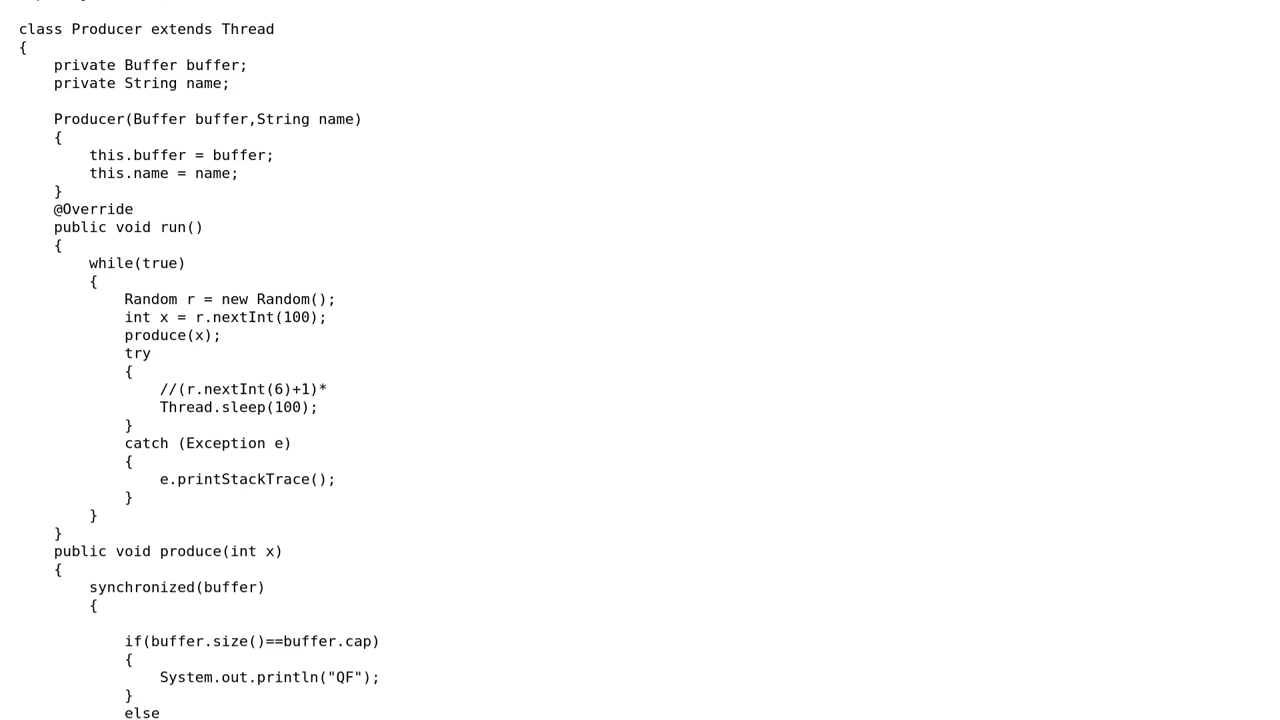 class Producer extends Thread
{
    private Buffer buffer;
    private String name;

    Producer(Buffer buffer,String name)
    {
        this.buffer = buffer;
        this.name = name;
    }
    @Override
    public void run()
    {
        while(true)
        {
            Random r = new Random();
            int x = r.nextInt(100);
            produce(x);
            try
            {
                //(r.nextInt(6)+1)*
                Thread.sleep(100);
            }
            catch (Exception e)
            {
                e.printStackTrace();
            }
        }
    }
    public void produce(int x)
    {
        synchronized(buffer)
        {

            if(buffer.size()==buffer.cap)
            {
                System.out.println("QF");
            }
            else